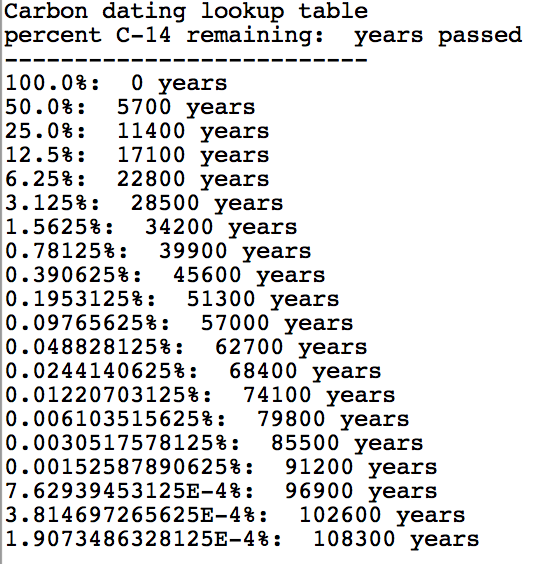 Carbon dating lookup table
percent C-14 remaining:  years passed
--------------------------
100.0%:  0 years
50.0%:  5700 years
25.0%:  11400 years
12.5%:  17100 years
6.25%:  22800 years
3.125%:  28500 years
1.5625%:  34200 years
0.78125%:  39900 years
0.390625%:  45600 years
0.1953125%:  51300 years
0.09765625%:  57000 years
0.048828125%:  62700 years
0.0244140625%:  68400 years
0.01220703125%:  74100 years
0.006103515625%:  79800 years
0.0030517578125%:  85500 years
0.00152587890625%:  91200 years
7.62939453125E-4%:  96900 years
3.814697265625E-4%:  102600 years
1.9073486328125E-4%:  108300 years